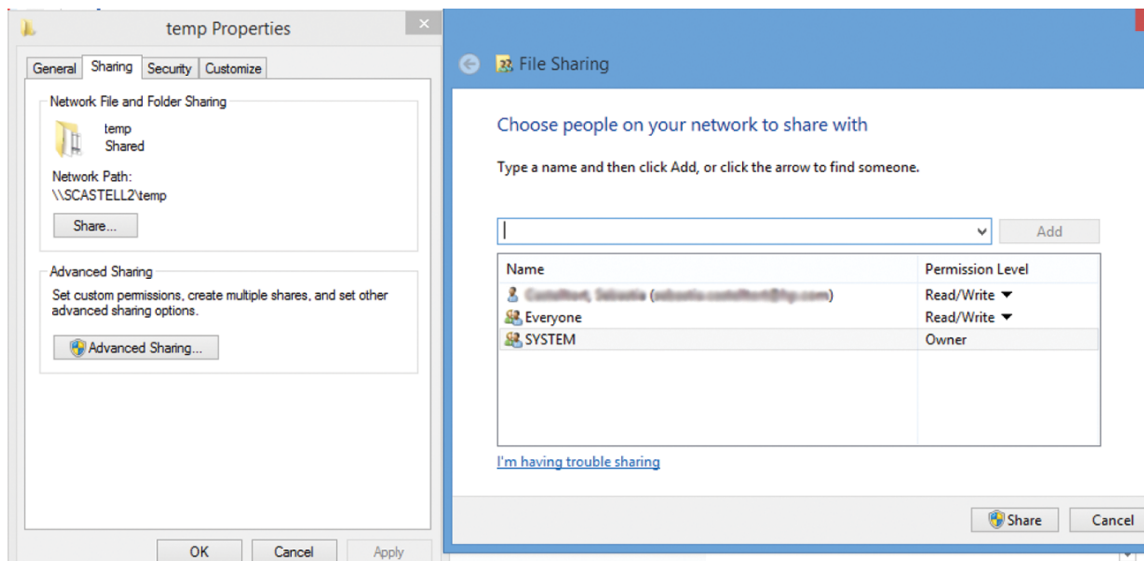 temp Properties
General Sharing Security Customize
Network File and Folder Sharing
temp
Shared
Network Path:
\\SCASTELL2\temp
Share...
Advanced Sharing
Set custom permissions, create multiple shares, and set other
advanced sharing options.
Advanced Sharing...
OK Cancel Apply
File Sharing
Choose people on your network to share with
Type a name and then click Add, or click the arrow to find someone.
Add
Name Permission Level
Read/Write
Everyone Read/Write
SYSTEM Owner
I'm having trouble sharing
Share Cancel